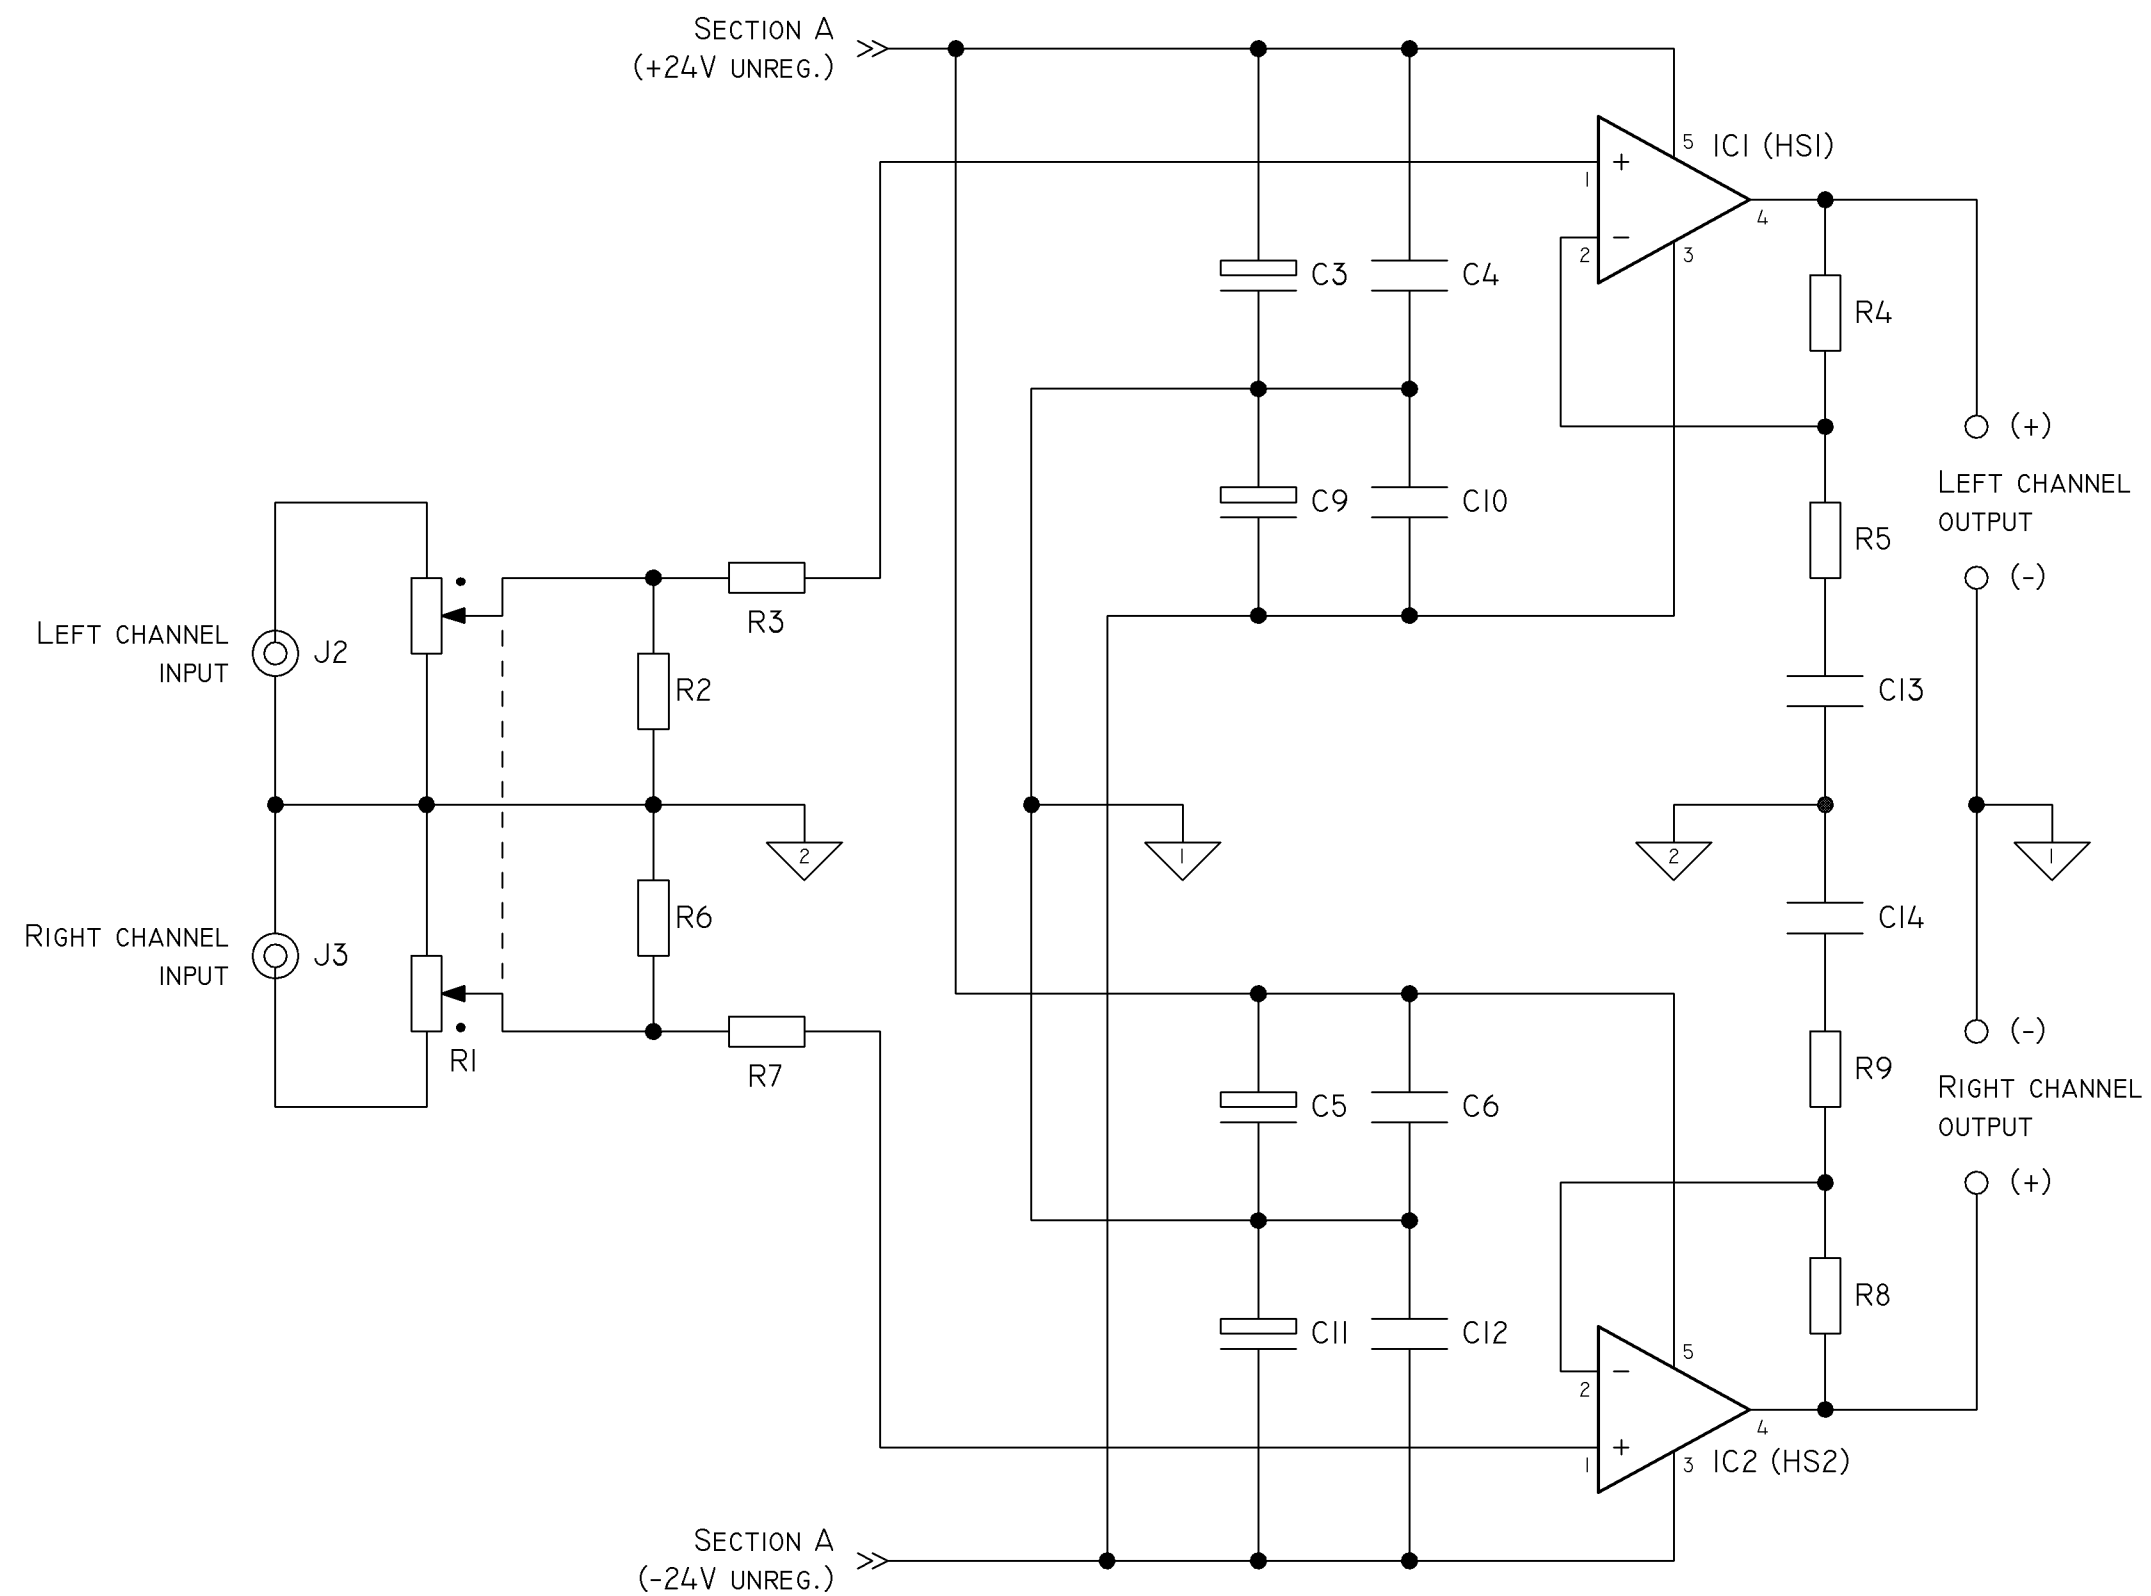 SECTION A
(+24V UNREG.)
5 IC1 (HS1)
+
1
4
−
2
3
C3
C4
R4
(+)
C9
C10
LEFT CHANNEL
OUTPUT
R5
(-)
R3
LEFT CHANNEL
INPUT
J2
R2
C13
2
1
2
1
RIGHT CHANNEL
INPUT
J3
R6
C14
R1
R7
(-)
R9
RIGHT CHANNEL
OUTPUT
C5
C6
(+)
R8
C11
C12
5
−
2
4
+
1
3 IC2 (HS2)
SECTION A
(-24V UNREG.)